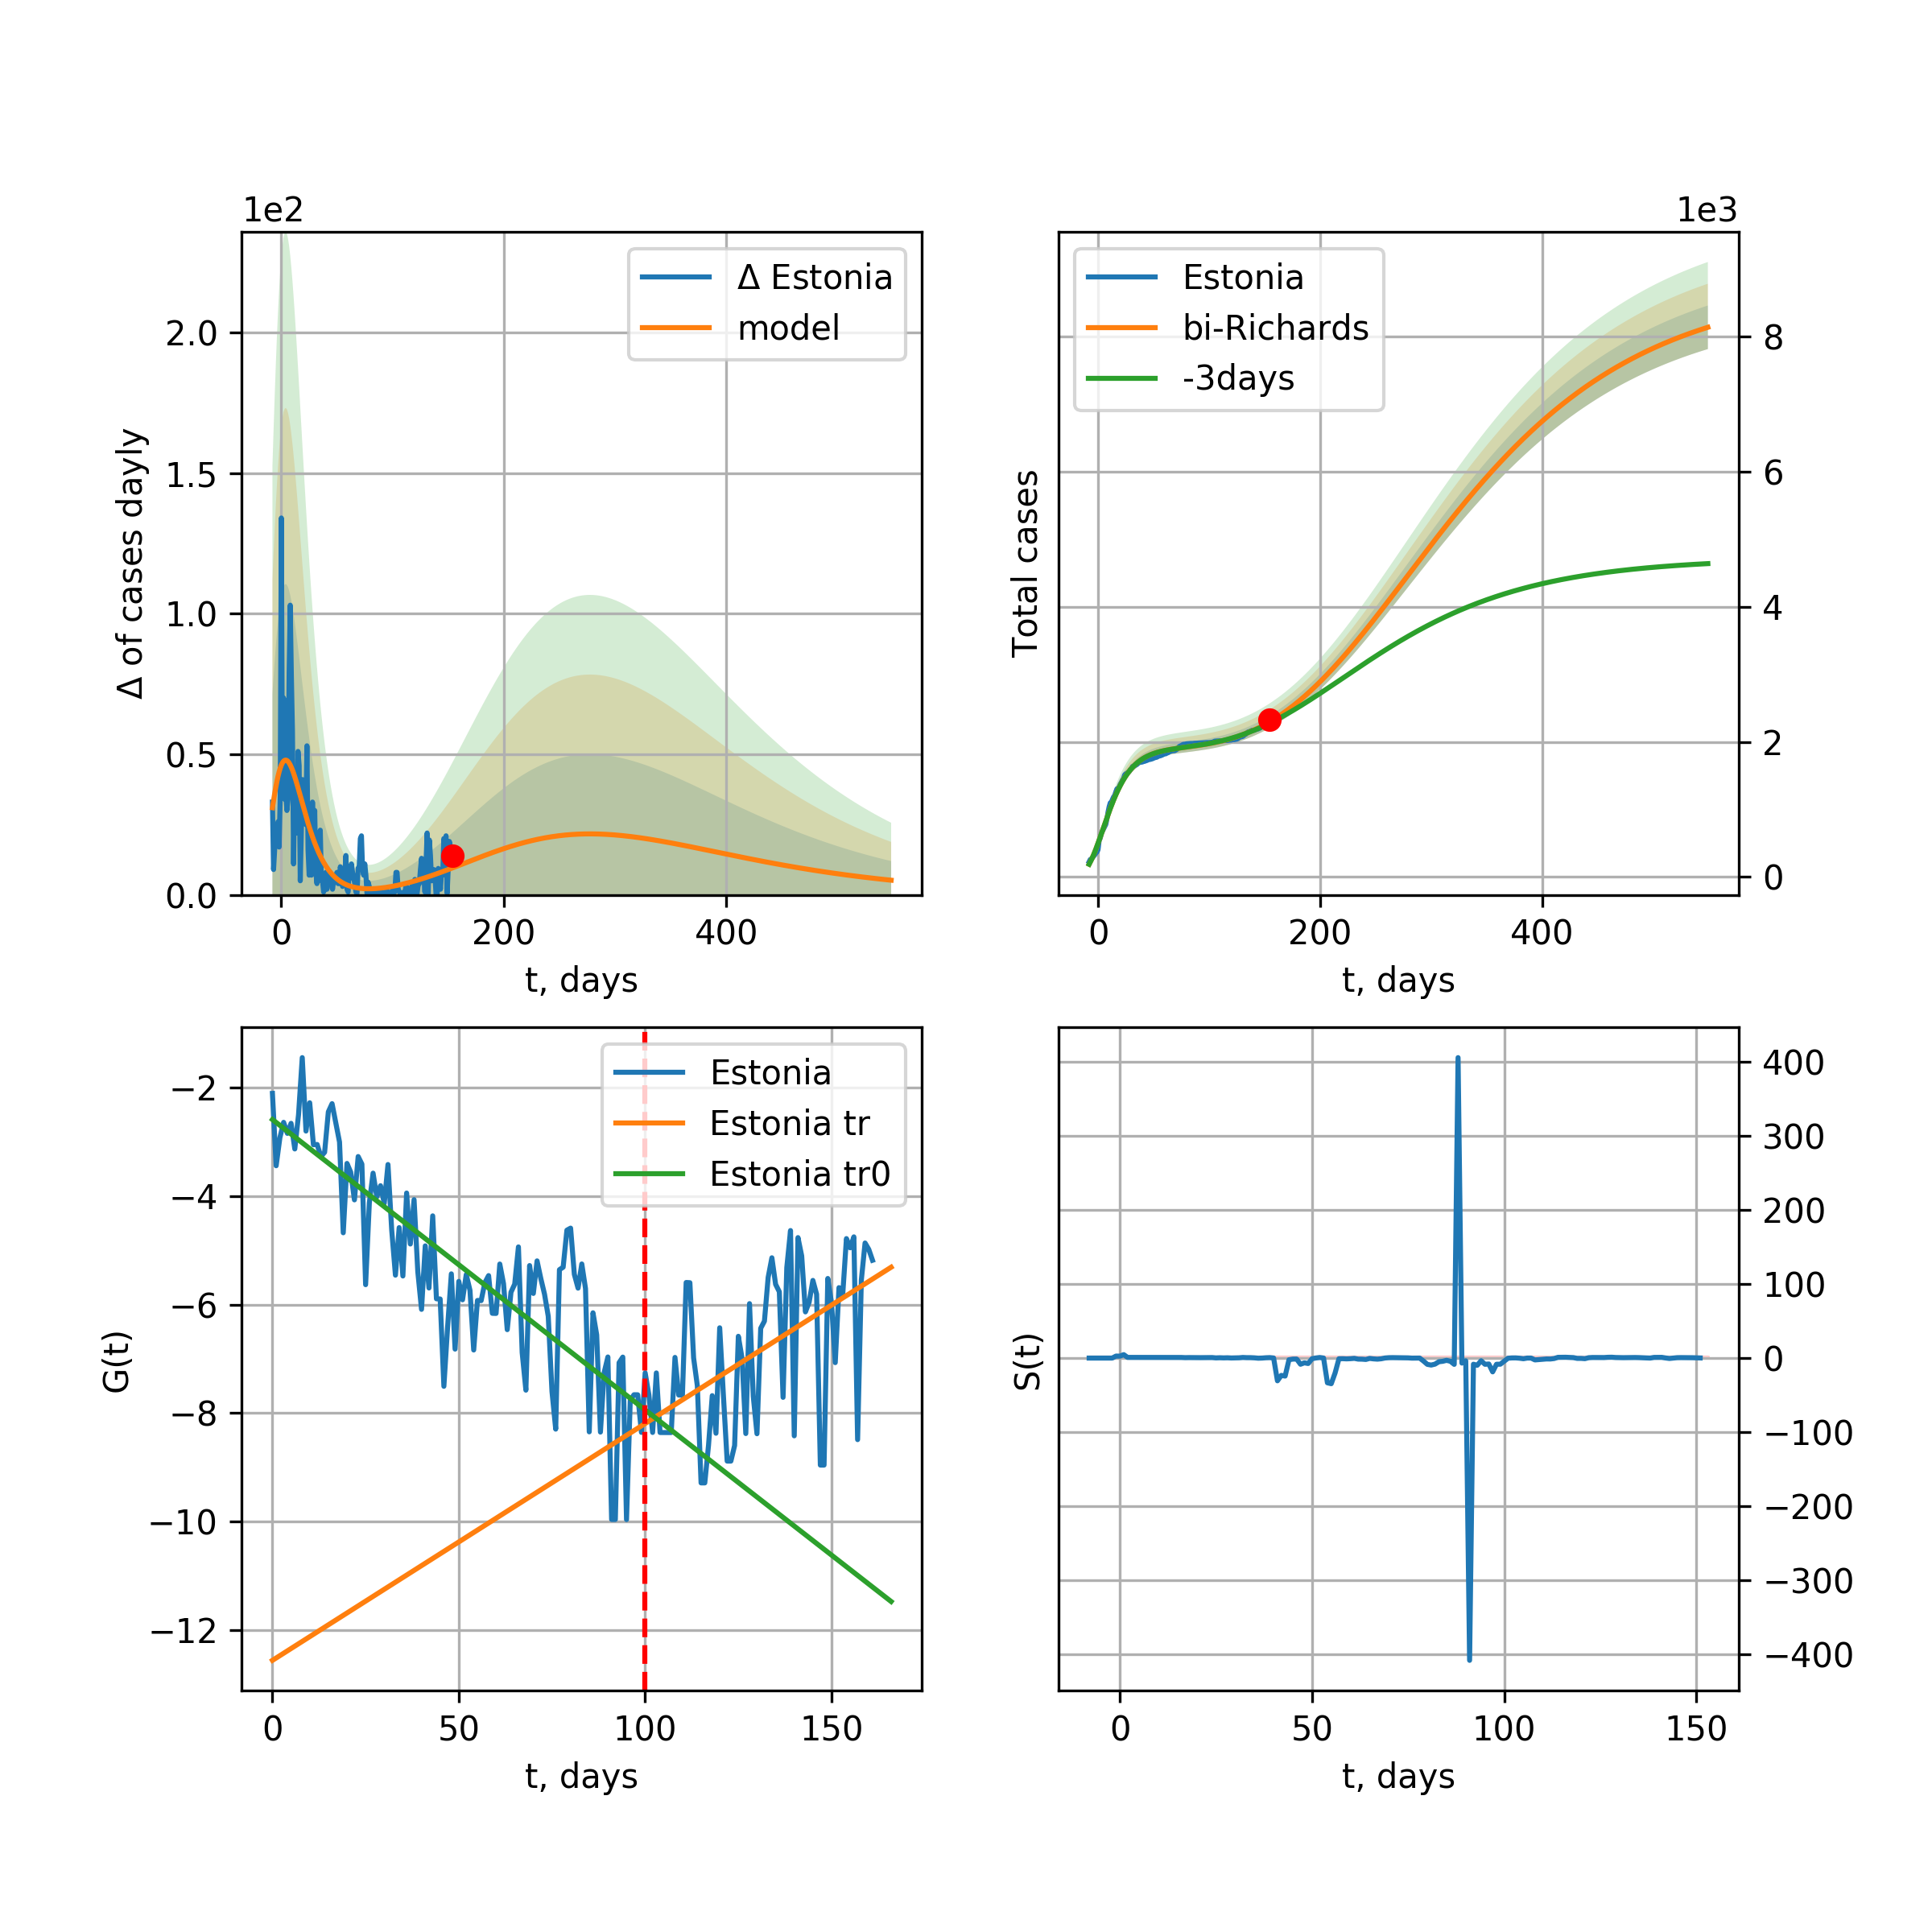 1e2
Δ Estonia
model
2.0
1.5
1.0
0.5
0.0
Δ of cases dayly
0 200 400
t, days
1e3
Estonia
bi-Richards
-3days
8
6
4
2
0
Total cases
0 200 400
t, days
Estonia
Estonia tr
Estonia tr0
−2
−4
−6
−8
−10
−12
G(t)
0 50 100 150
t, days
400
300
200
100
0
−100
−200
−300
−400
S(t)
0 50 100 150
t, days